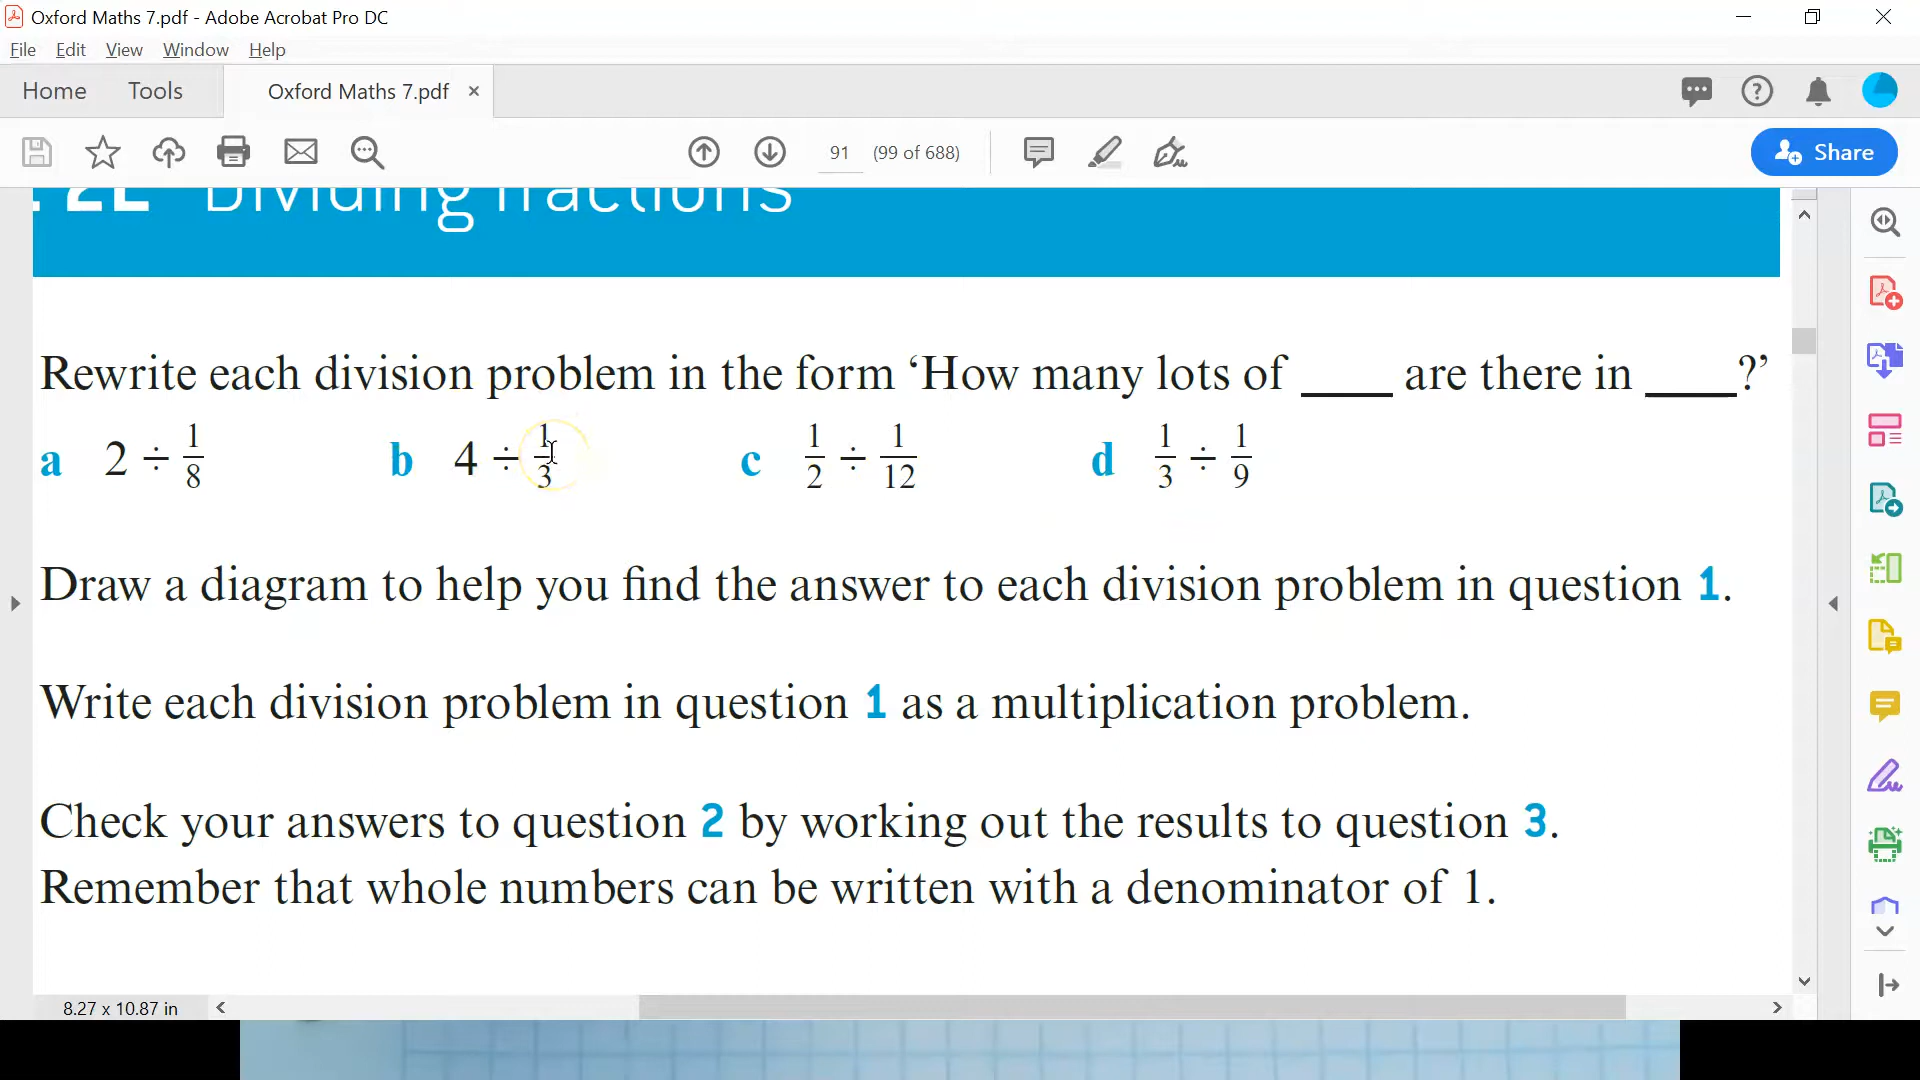 Oxford Maths 7.pdf - Adobe Acrobat Pro DC
File Edit View Window Help
Home Tools Oxford Maths 7.pdf ×
91 (99 of 688) Share
2E Dividing fractions
Rewrite each division problem in the form ‘How many lots of ____ are there in ____?’
a 2 ÷ 1/8 b 4 ÷ 1/3 c 1/2 ÷ 1/12 d 1/3 ÷ 1/9
Draw a diagram to help you find the answer to each division problem in question 1.
Write each division problem in question 1 as a multiplication problem.
Check your answers to question 2 by working out the results to question 3.
Remember that whole numbers can be written with a denominator of 1.
8.27 x 10.87 in